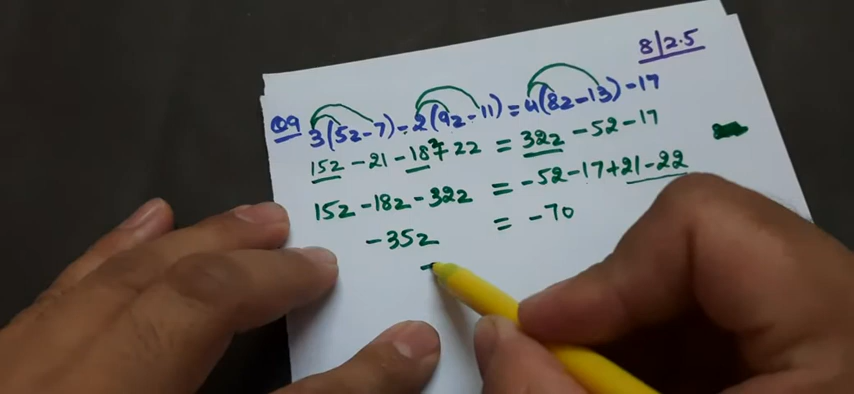 8|2.5
Q9 3(5z-7)-2(9z-11)=4(8z-13)-17
15z-21-18z+22=32z-52-17
15z-18z-32z=-52-17+21-22
-35z=-70